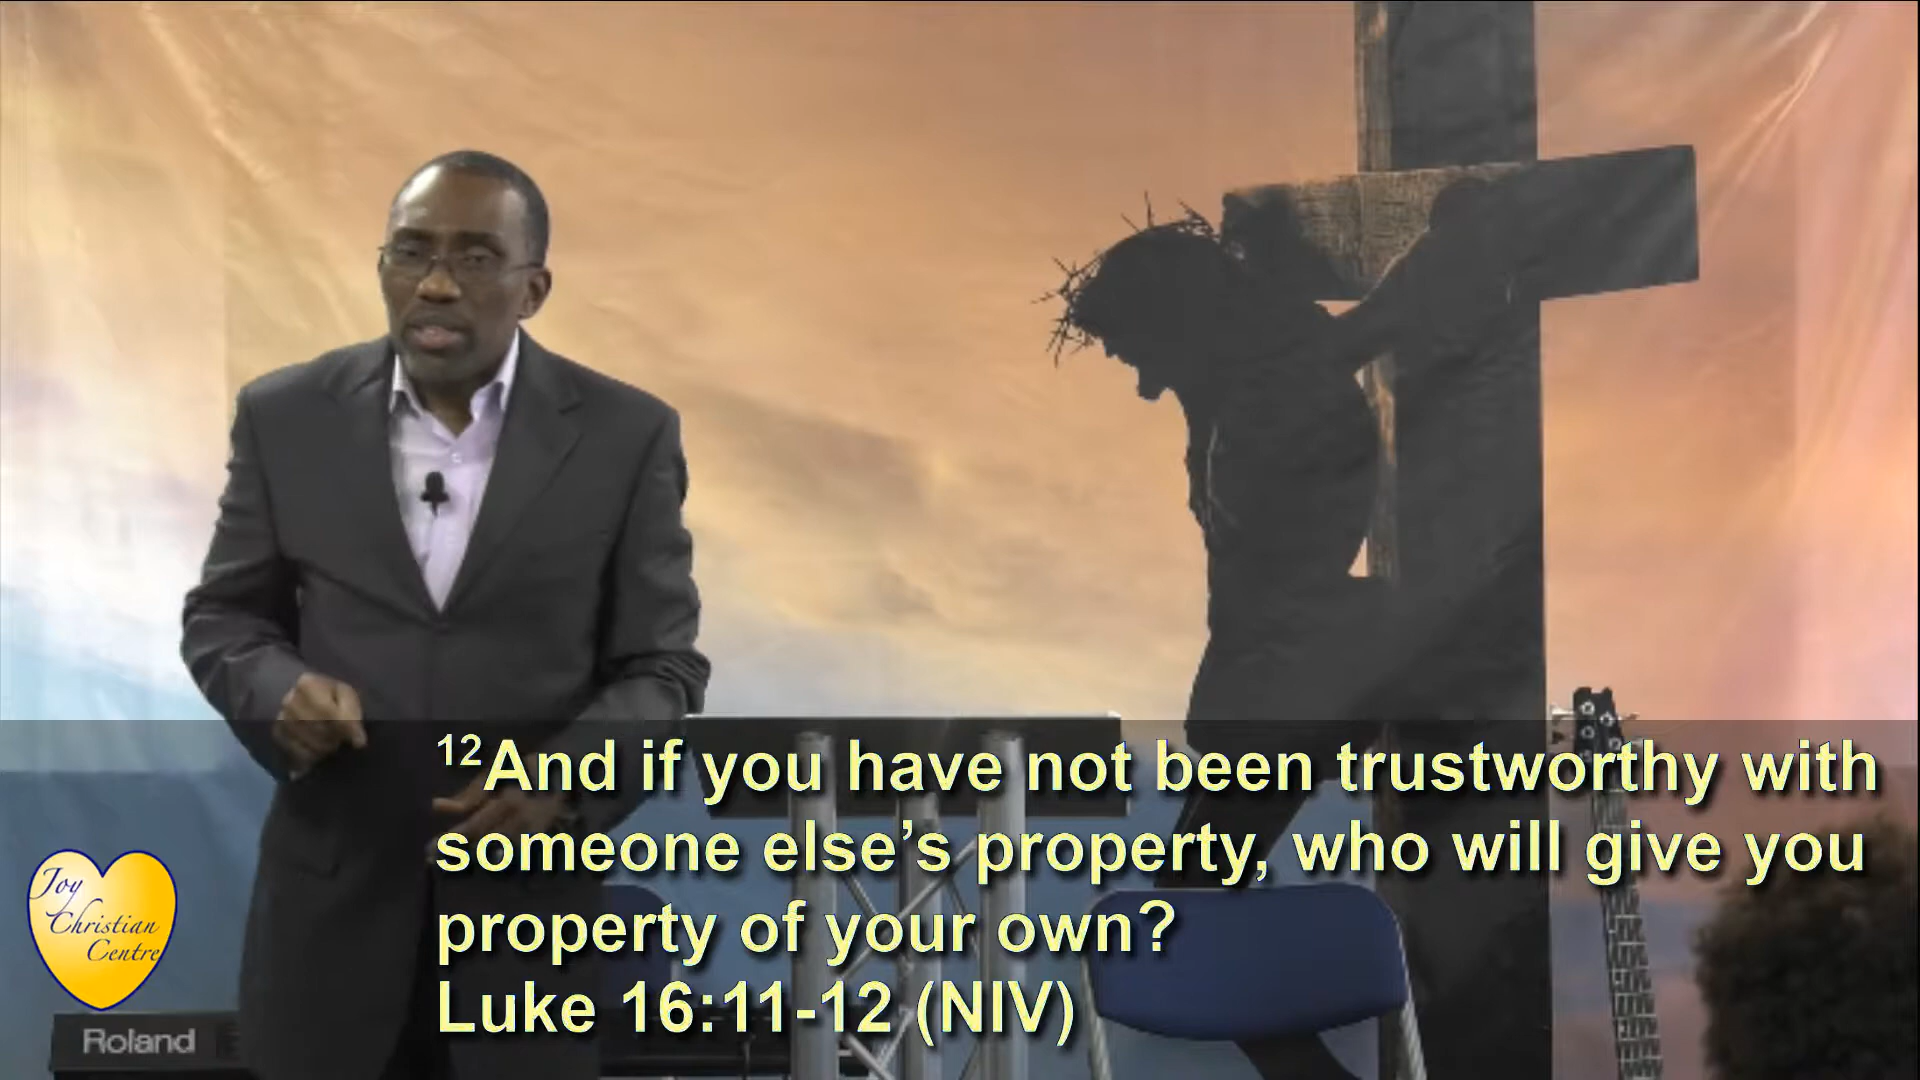 ¹²And if you have not been trustworthy with
someone else’s property, who will give you
property of your own?
Luke 16:11-12 (NIV)
Joy
Christian
Centre
Roland